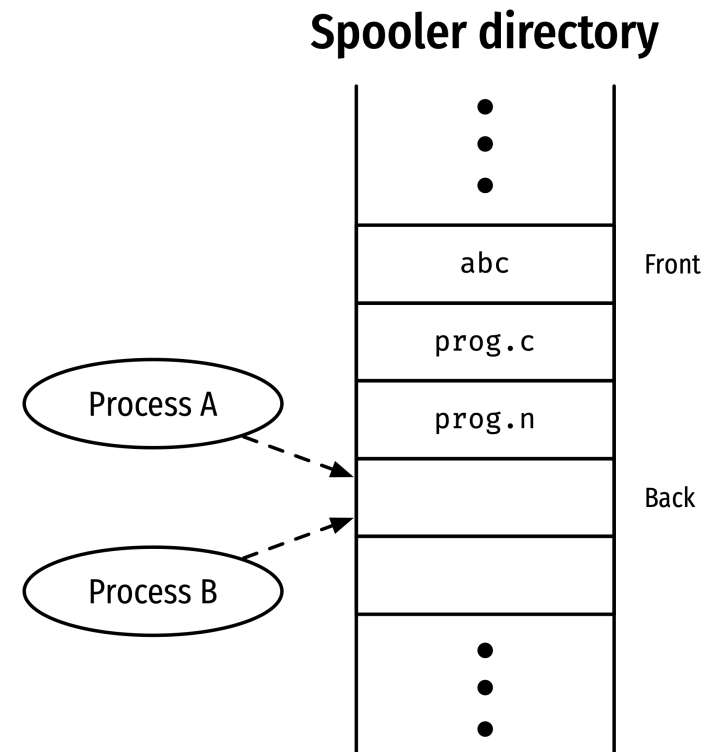 Spooler directory
abc
Front
prog.c
Process A
prog.n
Back
Process B